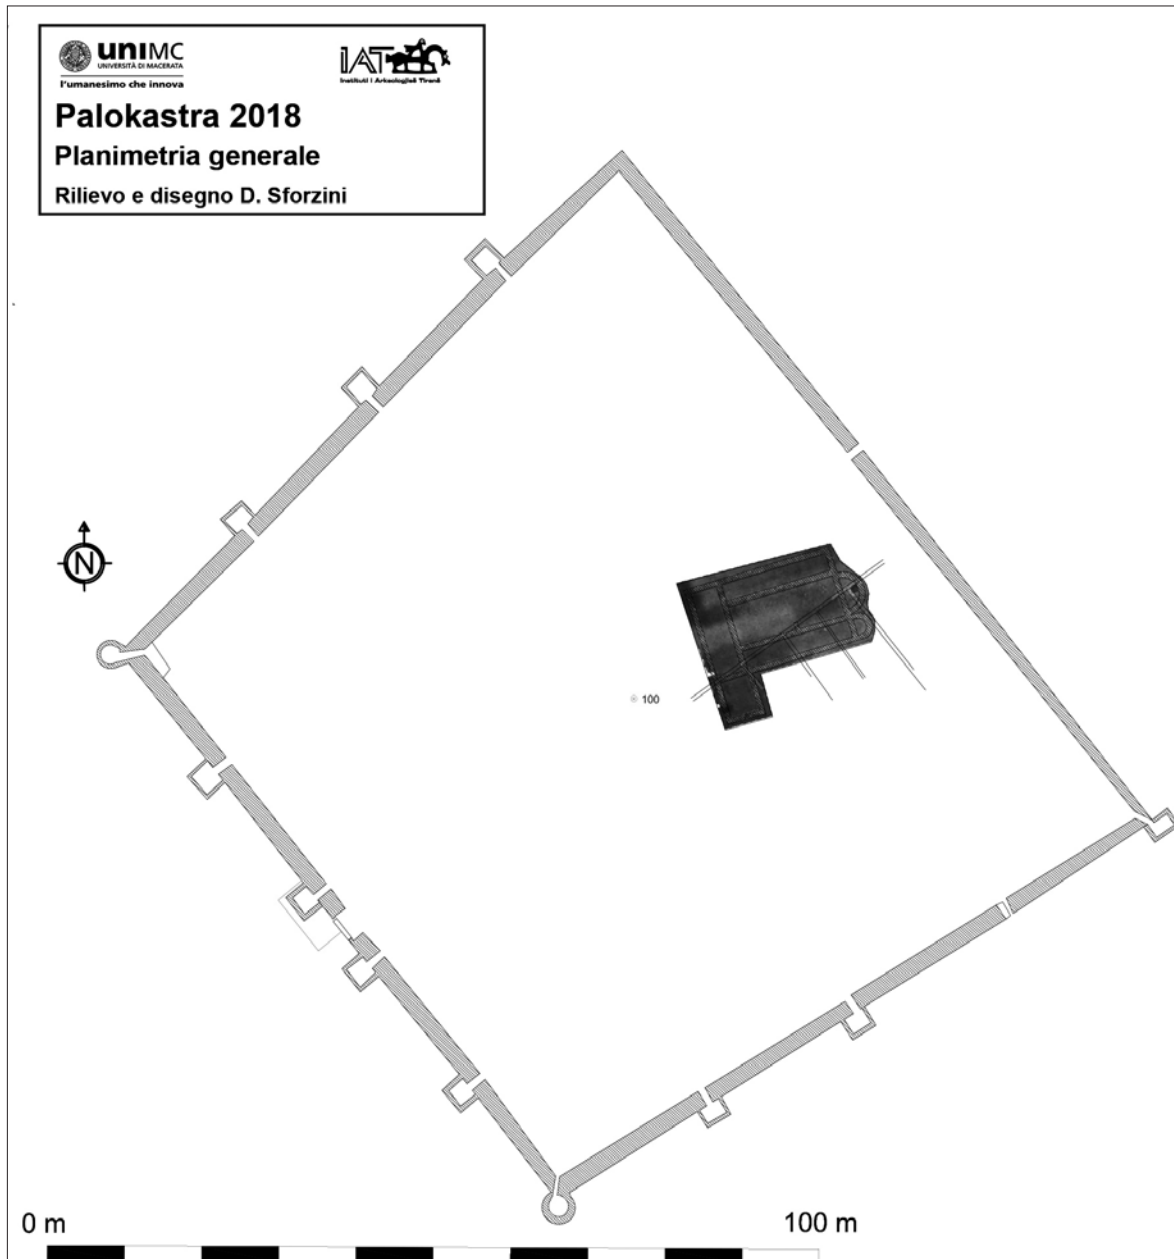 uniMC
UNIVERSITÀ DI MACERATA
l'umanesimo che innova
IAT
Instituti i Arkeologjisë Tiranë
Palokastra 2018
Planimetria generale
Rilievo e disegno D. Sforzini
N
100
0 m
100 m